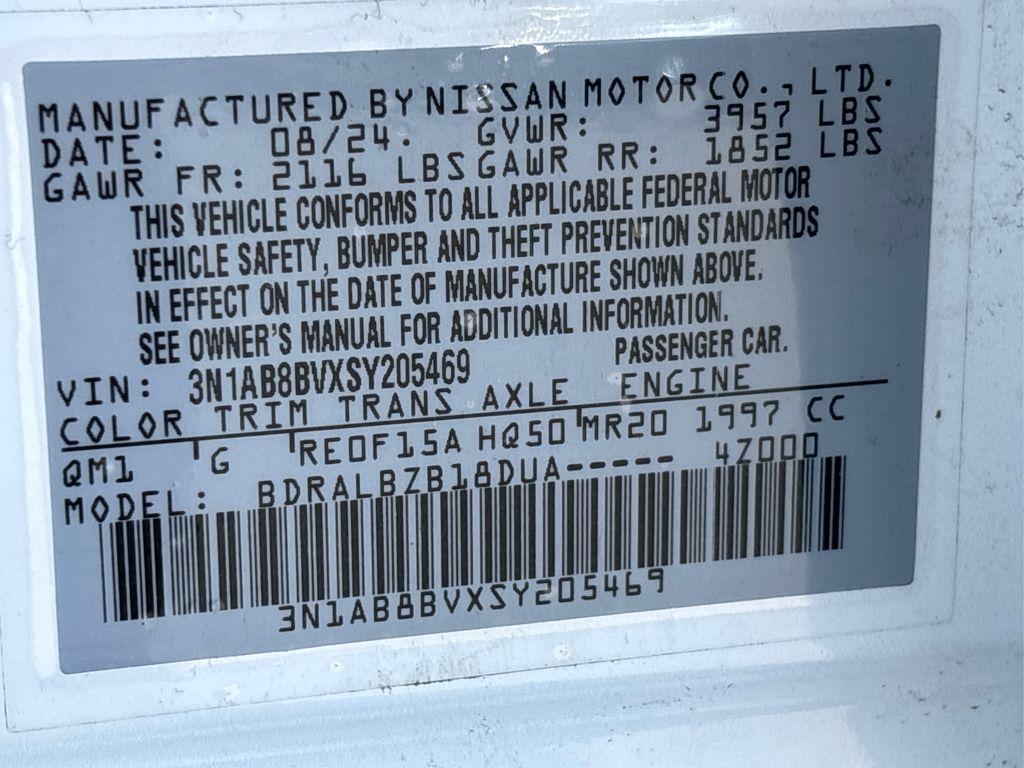 MANUFACTURED BY NISSAN MOTOR CO., LTD.
DATE: 08/24. GVWR: 3957 LBS
GAWR FR: 2116 LBS GAWR RR: 1852 LBS
THIS VEHICLE CONFORMS TO ALL APPLICABLE FEDERAL MOTOR
VEHICLE SAFETY, BUMPER AND THEFT PREVENTION STANDARDS
IN EFFECT ON THE DATE OF MANUFACTURE SHOWN ABOVE.
SEE OWNER'S MANUAL FOR ADDITIONAL INFORMATION.
VIN: 3N1AB8BVXSY205469 PASSENGER CAR.
COLOR TRIM TRANS AXLE ENGINE
QM1 G RE0F15A HQ50 MR20 1997 CC
MODEL: BDRALBZB18DUA----- 4Z000
3N1AB8BVXSY205469